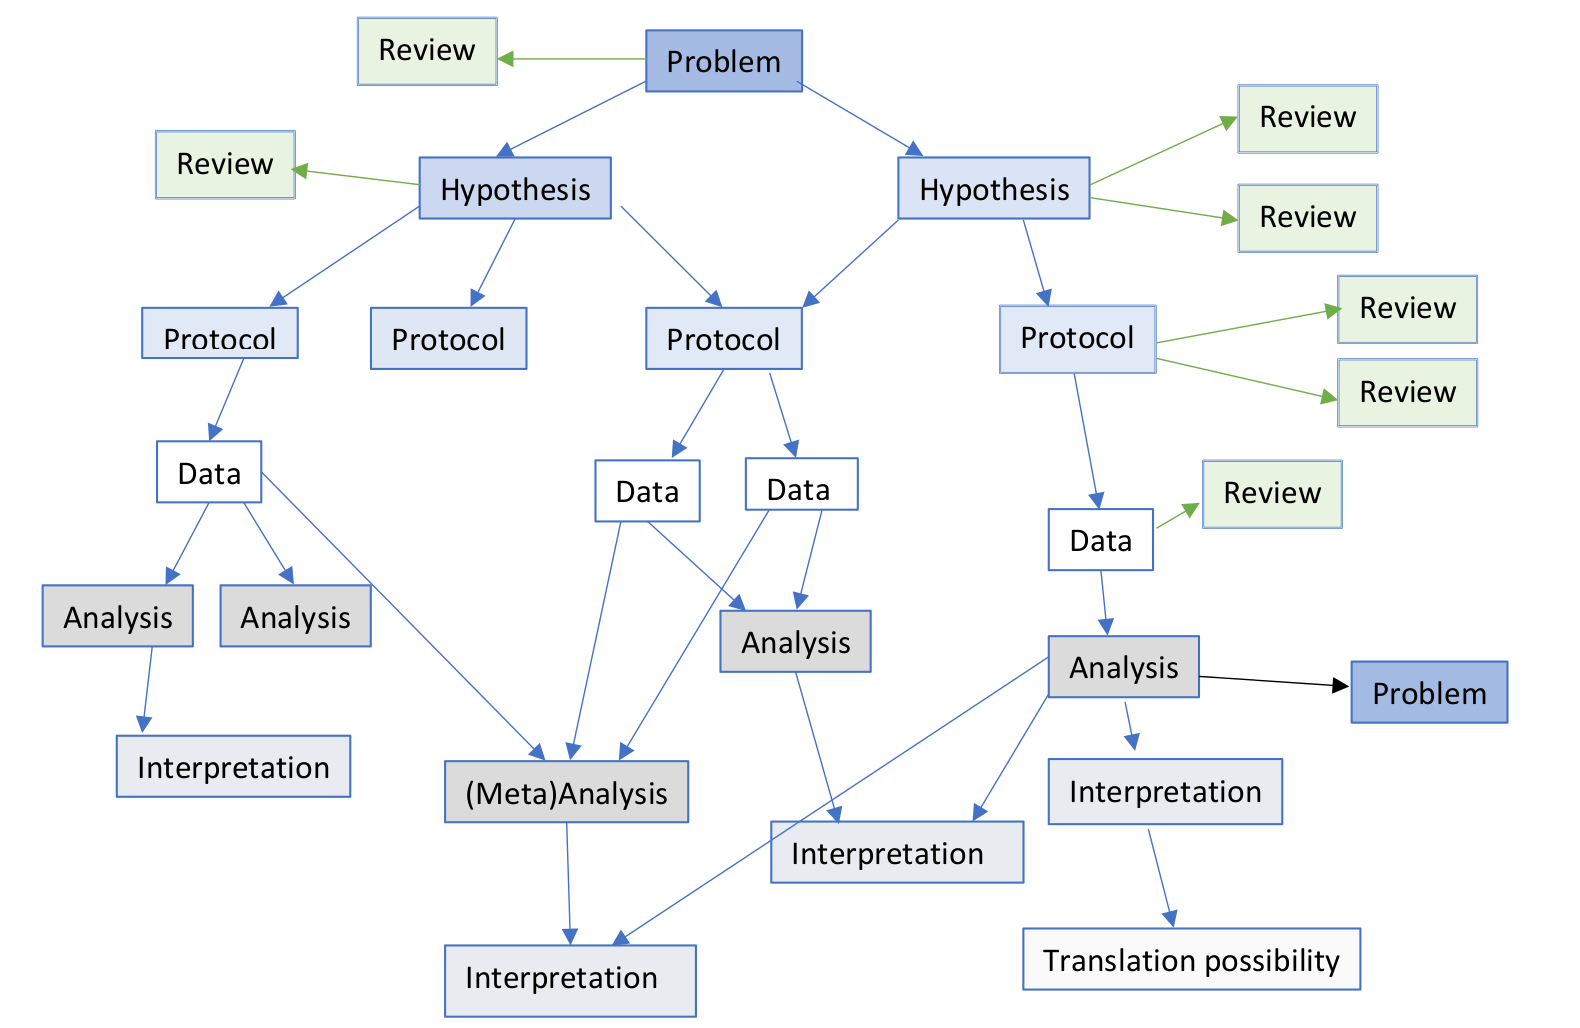 Review
Problem
Review
Review
Hypothesis
Hypothesis
Review
Review
Protocol
Protocol
Protocol
Protocol
Review
Data
Data
Data
Review
Data
Analysis
Analysis
Analysis
Analysis
Problem
Interpretation
(Meta)Analysis
Interpretation
Interpretation
Interpretation
Translation possibility